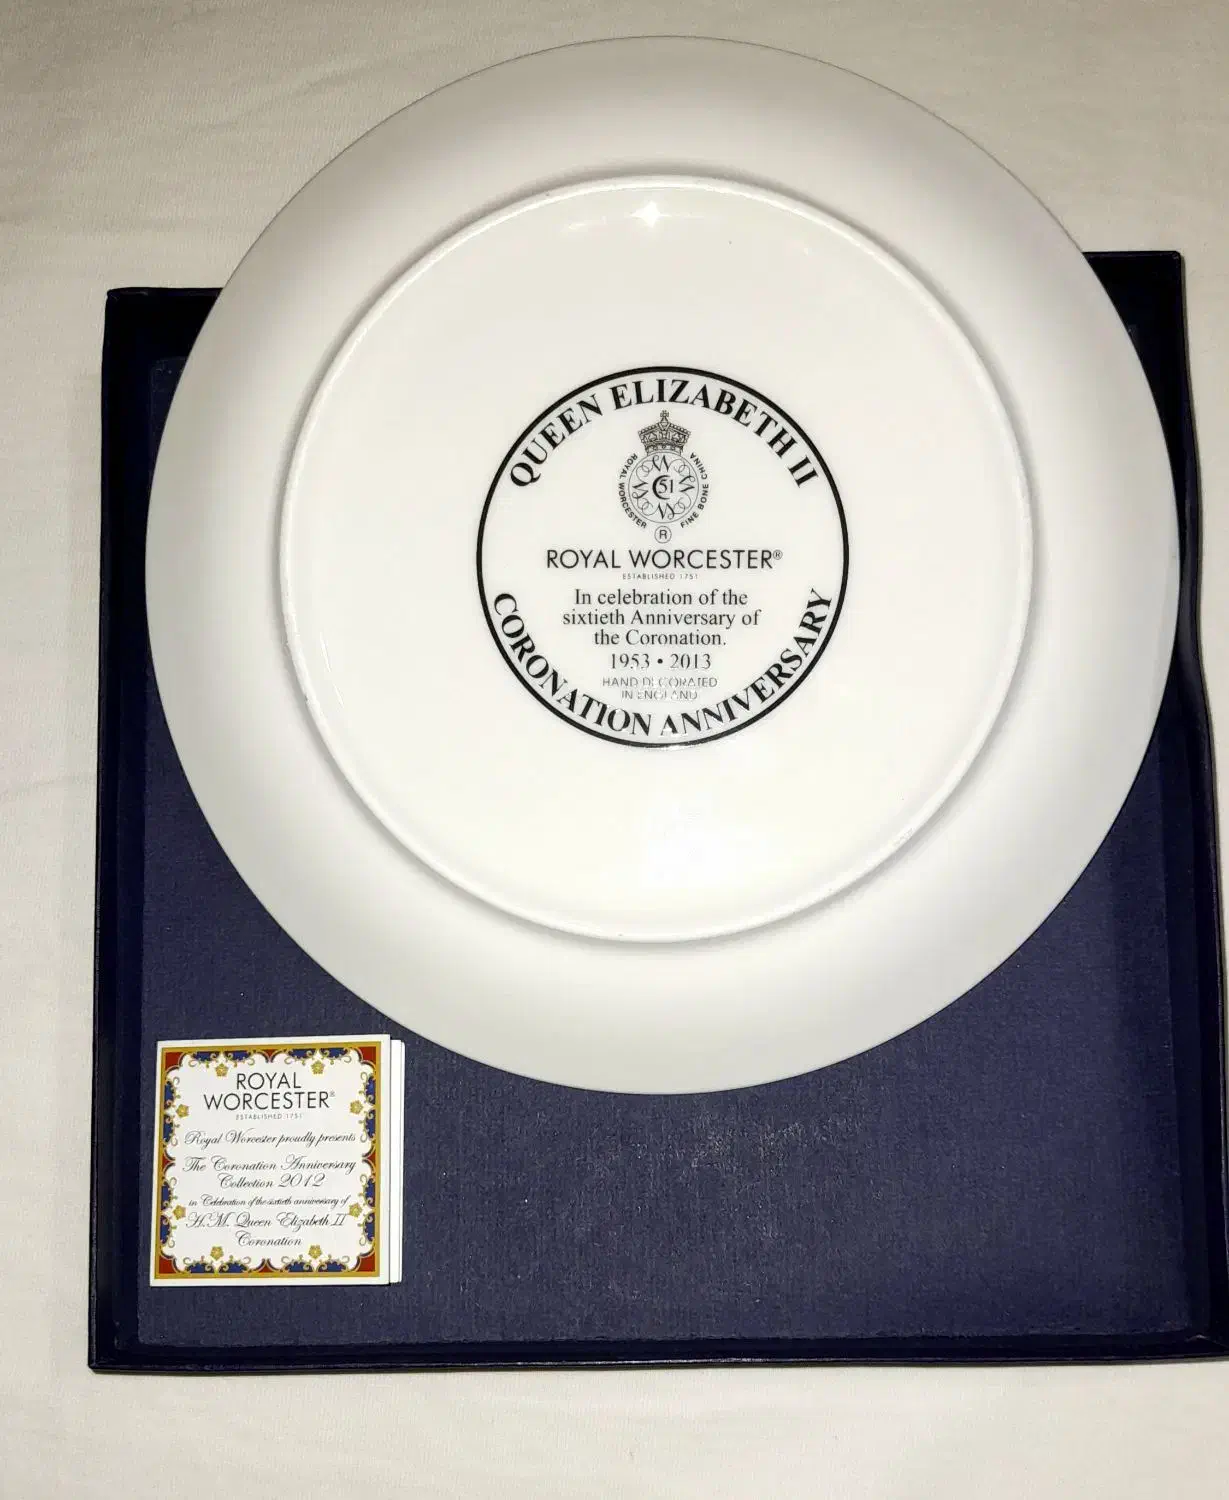 QUEEN ELIZABETH II
ROYAL WORCESTER FINE BONE CHINA
51
®
ROYAL WORCESTER®
ESTABLISHED 1751
In celebration of the
sixtieth Anniversary of
the Coronation.
1953 • 2013
HAND DECORATED
IN ENGLAND
CORONATION ANNIVERSARY
ROYAL
WORCESTER®
ESTABLISHED 1751
Royal Worcester proudly presents
The Coronation Anniversary
Collection 2012
in Celebration of the sixtieth anniversary of
H.M. Queen Elizabeth II
Coronation